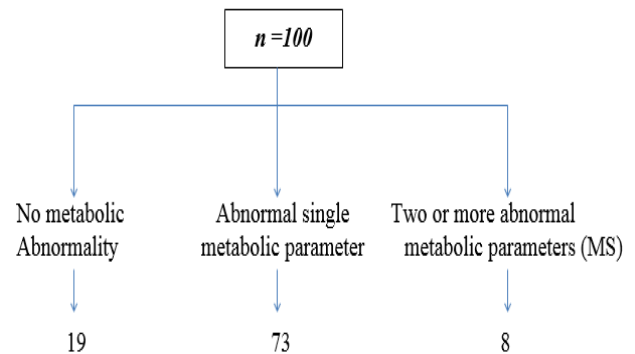 n =100
No metabolic
Abnormality
Abnormal single
metabolic parameter
Two or more abnormal
metabolic parameters (MS)
19
73
8